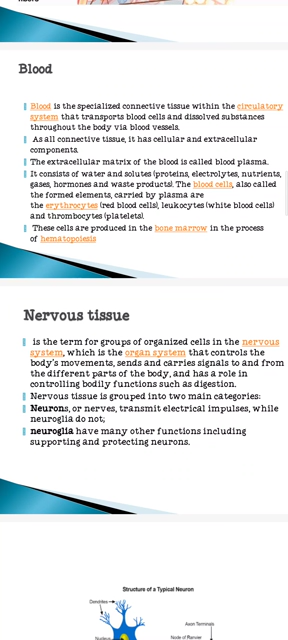 Blood
Blood is the specialized connective tissue within the circulatory
system that transports blood cells and dissolved substances
throughout the body via blood vessels.
As all connective tissue, it has cellular and extracellular
components.
The extracellular matrix of the blood is called blood plasma.
It consists of water and solutes (proteins, electrolytes, nutrients,
gases, hormones and waste products). The blood cells, also called
the formed elements, carried by plasma are
the erythrocytes (red blood cells), leukocytes (white blood cells)
and thrombocytes (platelets).
These cells are produced in the bone marrow in the process
of hematopoiesis
Nervous tissue
is the term for groups of organized cells in the nervous
system, which is the organ system that controls the
body's movements, sends and carries signals to and from
the different parts of the body, and has a role in
controlling bodily functions such as digestion.
Nervous tissue is grouped into two main categories:
Neurons, or nerves, transmit electrical impulses, while
neuroglia do not;
neuroglia have many other functions including
supporting and protecting neurons.
Structure of a Typical Neuron
Dendrites
Axon Terminals
Node of Ranvier
Nucleus